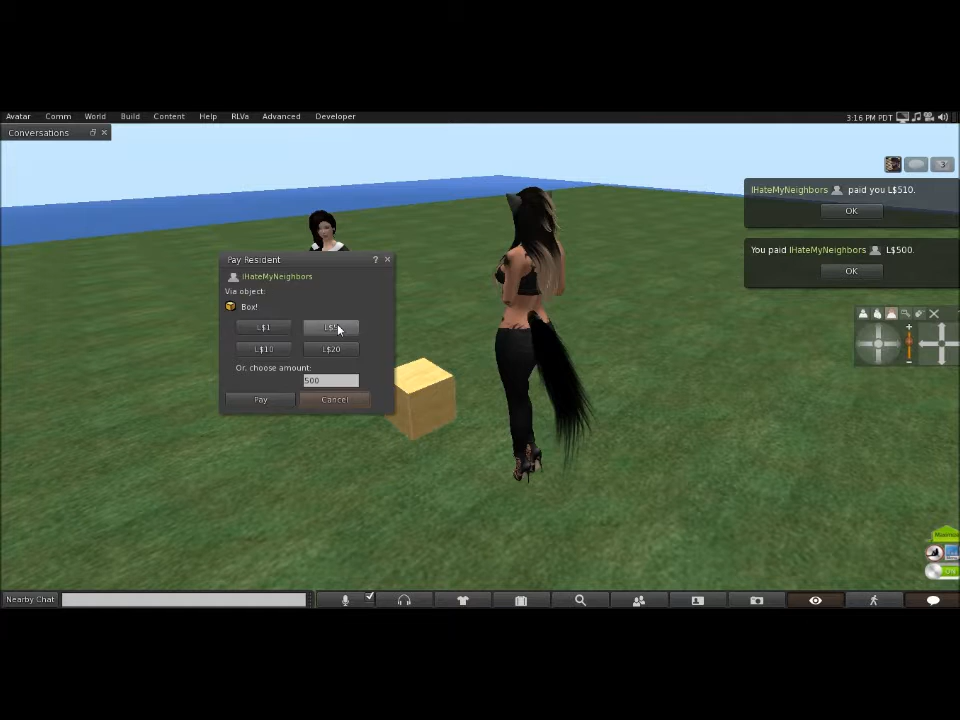 Avatar Comm World Build Content Help RLVa Advanced Developer 3:16 PM PDT
Conversations
3
IHateMyNeighbors paid you L$510.
OK
You paid IHateMyNeighbors L$500.
OK
Pay Resident ?
IHateMyNeighbors
Via object:
Box!
L$1
L$10 L$20
Or, choose amount:
500
Pay Cancel
Nearby Chat